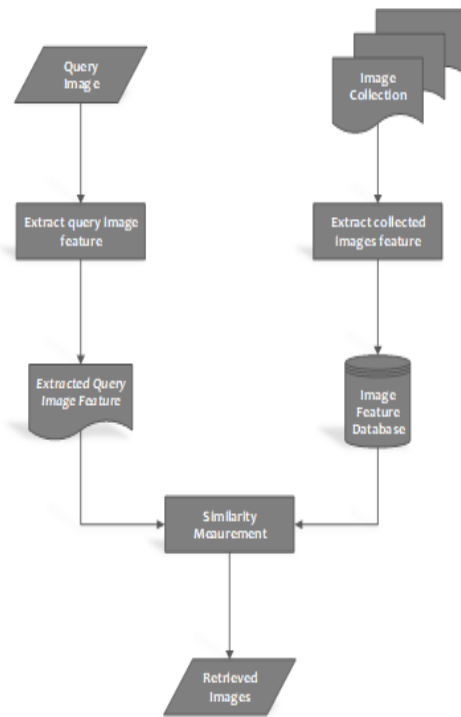 Query
Image
Image
Collection
Extract query image
feature
Extract collected
images feature
Extracted Query
Image Feature
Image
Feature
Database
Similarity
Meaurement
Retrieved
Images